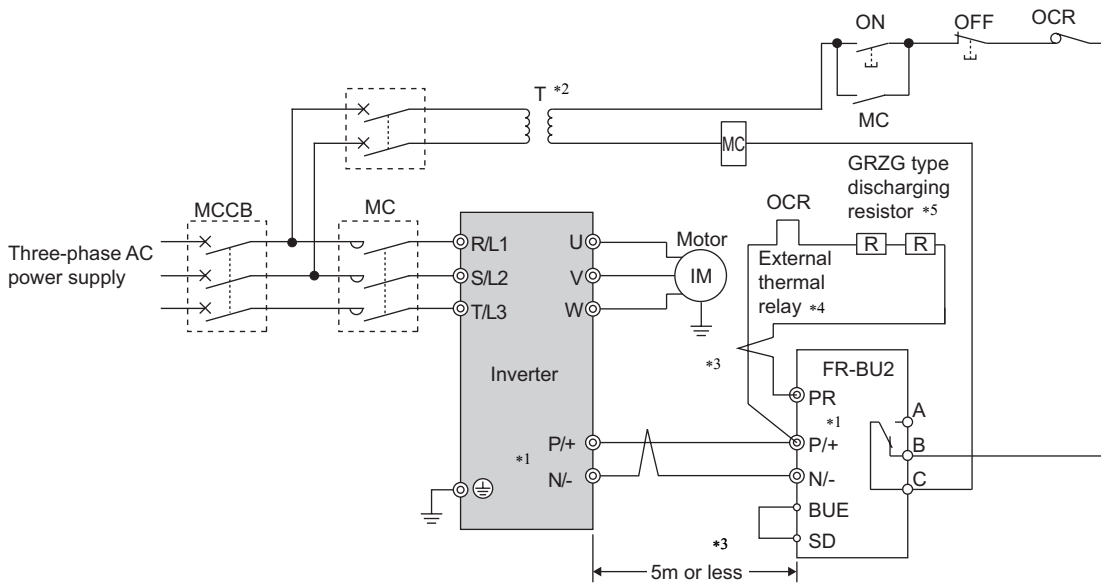 ON
OFF
OCR
T *2
MC
MC
GRZG type
discharging
resistor *5
OCR
MCCB
MC
R
R
Three-phase AC
power supply
R/L1
S/L2
T/L3
U
V
W
Motor
IM
External
thermal
relay *4
Inverter
*3
FR-BU2
PR
*1
A
P/+
P/+
B
*1
N/-
N/-
C
BUE
SD
*3
5m or less